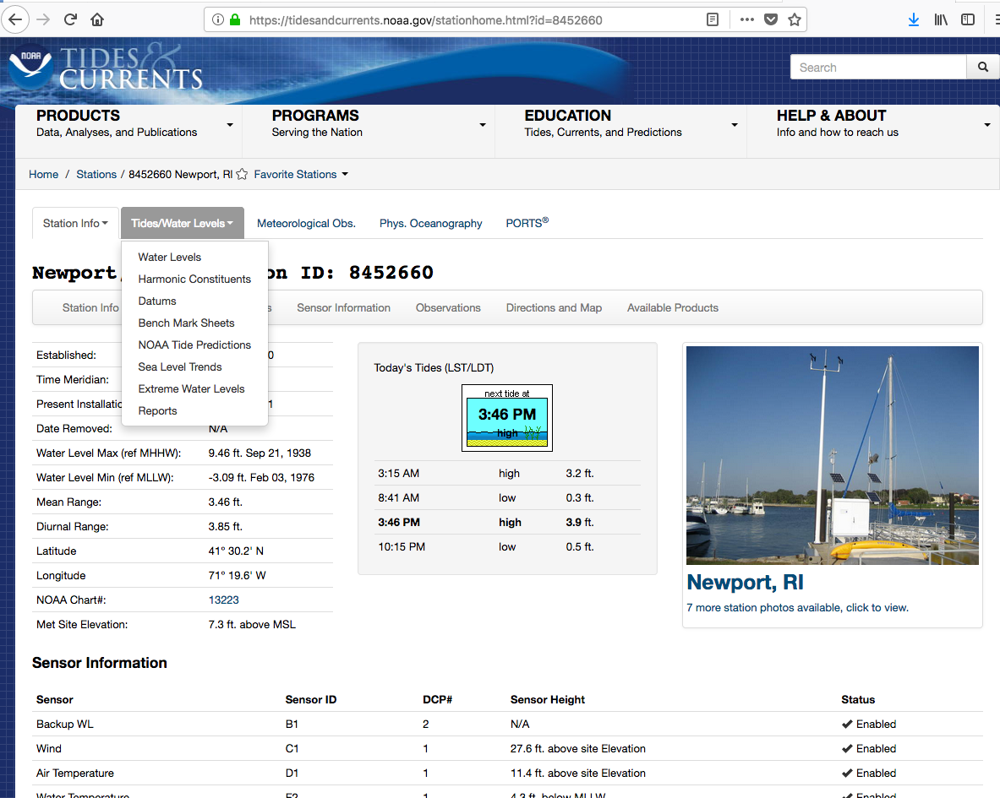 https://tidesandcurrents.noaa.gov/stationhome.html?id=8452660
NOAA
TIDES &
CURRENTS
Search
PRODUCTS
Data, Analyses, and Publications
PROGRAMS
Serving the Nation
EDUCATION
Tides, Currents, and Predictions
HELP & ABOUT
Info and how to reach us
Home / Stations / 8452660 Newport, RI Favorite Stations
Station Info Tides/Water Levels Meteorological Obs. Phys. Oceanography PORTS®
Water Levels
Harmonic Constituents
Datums
Bench Mark Sheets
NOAA Tide Predictions
Sea Level Trends
Extreme Water Levels
Reports
Newport, on ID: 8452660
Station Info s Sensor Information Observations Directions and Map Available Products
Established: 0
Time Meridian:
Present Installatio 1
Date Removed: N/A
Water Level Max (ref MHHW): 9.46 ft. Sep 21, 1938
Water Level Min (ref MLLW): -3.09 ft. Feb 03, 1976
Mean Range: 3.46 ft.
Diurnal Range: 3.85 ft.
Latitude 41° 30.2' N
Longitude 71° 19.6' W
NOAA Chart#: 13223
Met Site Elevation: 7.3 ft. above MSL
Today's Tides (LST/LDT)
next tide at
3:46 PM
high
3:15 AM high 3.2 ft.
8:41 AM low 0.3 ft.
3:46 PM high 3.9 ft.
10:15 PM low 0.5 ft.
Newport, RI
7 more station photos available, click to view.
Sensor Information
Sensor Sensor ID DCP# Sensor Height Status
Backup WL B1 2 N/A Enabled
Wind C1 1 27.6 ft. above site Elevation Enabled
Air Temperature D1 1 11.4 ft. above site Elevation Enabled
Water Temperature E2 1 4.3 ft. below MLLW Enabled